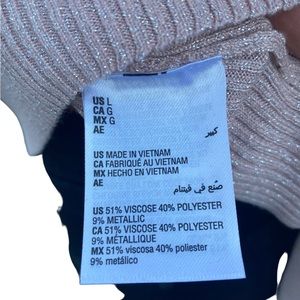 US L
CA G
MX G
AE كبير
US MADE IN VIETNAM
CA FABRIQUÉ AU VIETNAM
MX HECHO EN VIETNAM
AE
صنع في فيتنام
US 51% VISCOSE 40% POLYESTER
9% METALLIC
CA 51% VISCOSE 40% POLYESTER
9% MÉTALLIQUE
MX 51% viscosa 40% poliester
9% metálico